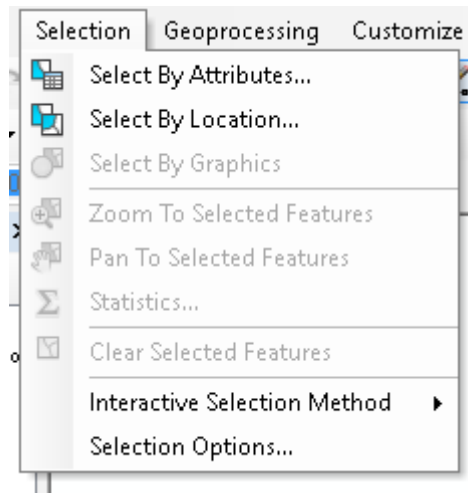 Selection Geoprocessing Customize
Select By Attributes...
Select By Location...
Select By Graphics
Zoom To Selected Features
Pan To Selected Features
Σ Statistics...
Clear Selected Features
Interactive Selection Method
Selection Options...